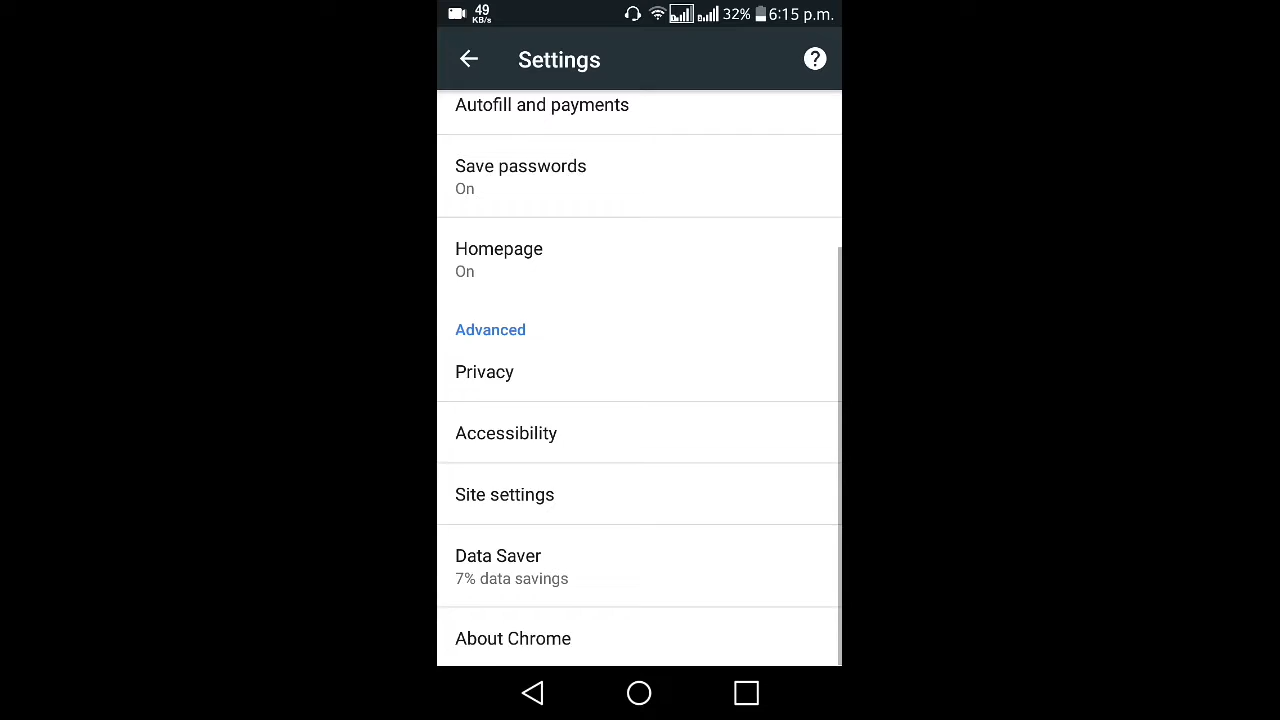 49
KB/s
32% 6:15 p.m.
Settings
Autofill and payments
Save passwords
On
Homepage
On
Advanced
Privacy
Accessibility
Site settings
Data Saver
7% data savings
About Chrome